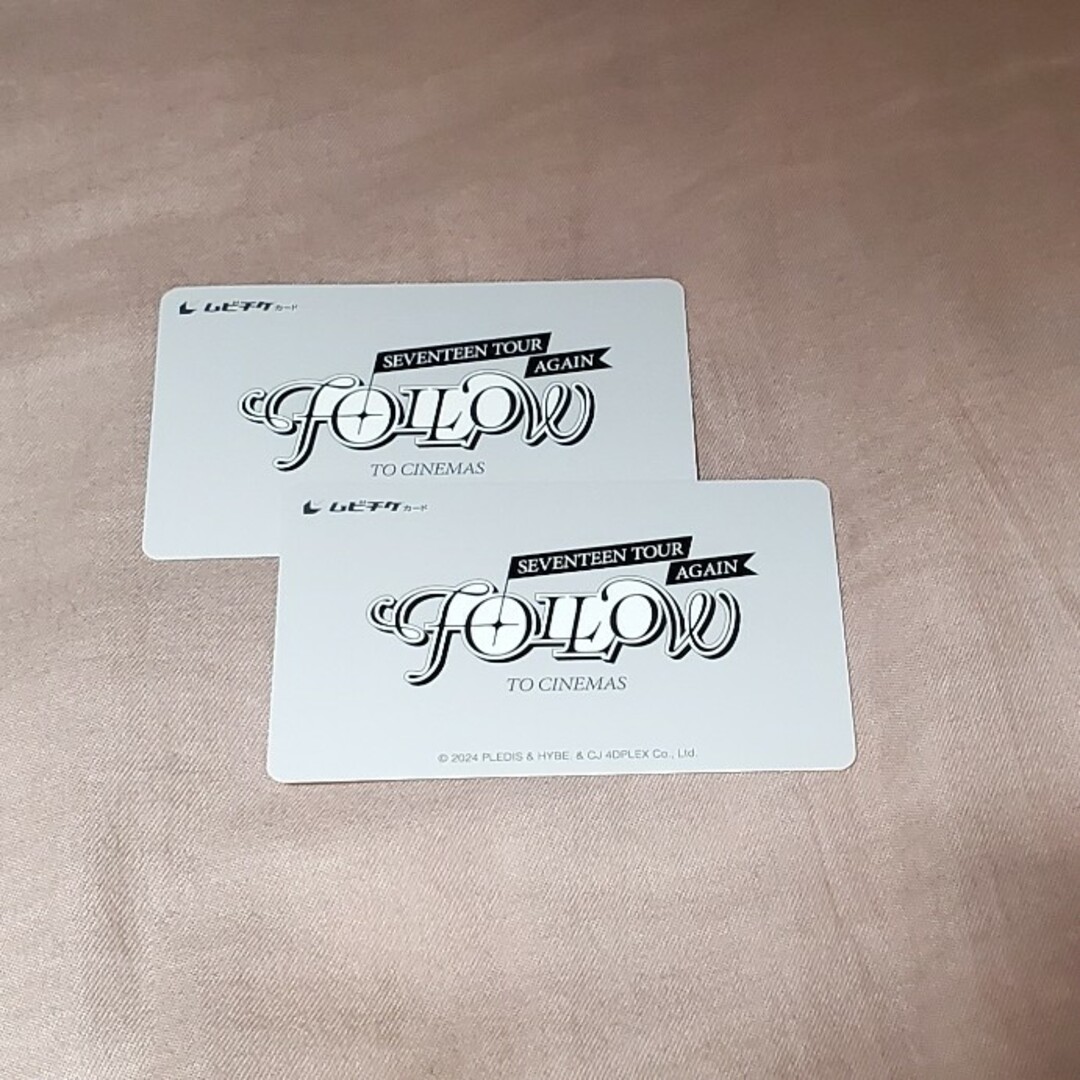 ムビチケカード
SEVENTEEN TOUR
AGAIN
FOLLOW
TO CINEMAS
ムビチケカード
SEVENTEEN TOUR
AGAIN
FOLLOW
TO CINEMAS
© 2024 PLEDIS & HYBE. & CJ 4DPLEX Co., Ltd.